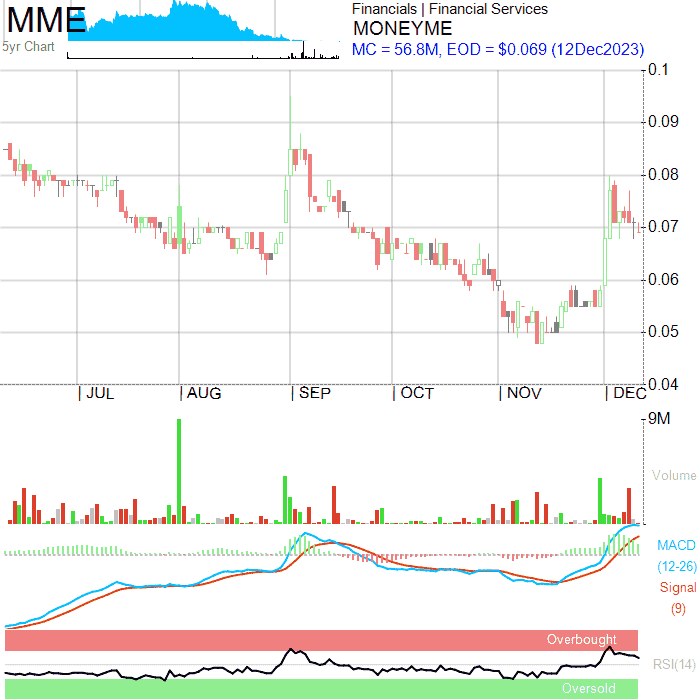 MME
5yr Chart
Financials | Financial Services
MONEYME
MC = 56.8M, EOD = $0.069 (12Dec2023)
0.1
0.09
0.08
0.07
0.06
0.05
0.04
| JUL | AUG | SEP | OCT | NOV | DEC
9M
Volume
MACD
(12-26)
Signal
(9)
Overbought
RSI(14)
Oversold